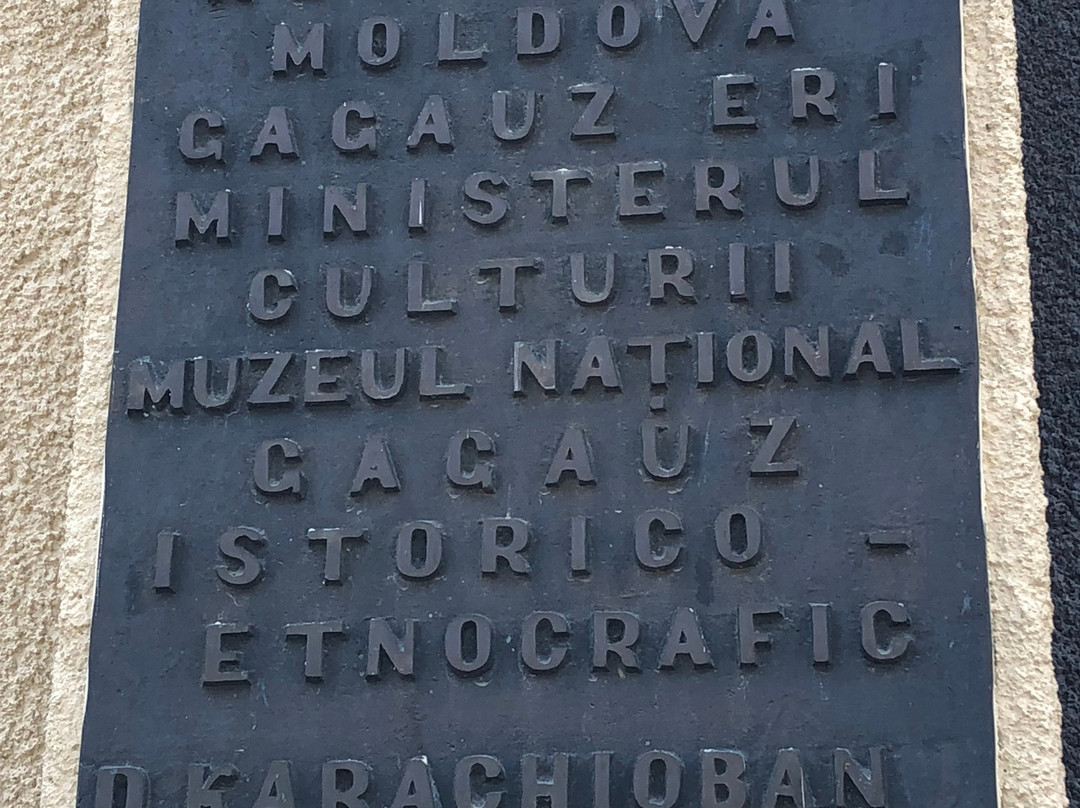 MOLDOVA
GAGAUZ ERI
MINISTERUL
CULTURII
MUZEUL NAȚIONAL
GAGAUZ
ISTORICO –
ETNOGRAFIC
D.KARACHIOBAN